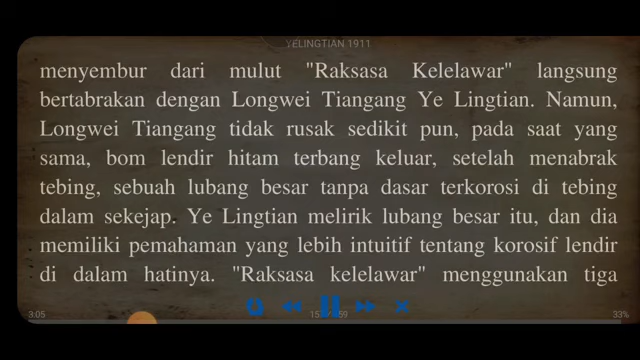 YELINGTIAN 1911
menyembur dari mulut "Raksasa Kelelawar" langsung
bertabrakan dengan Longwei Tiangang Ye Lingtian. Namun,
Longwei Tiangang tidak rusak sedikit pun, pada saat yang
sama, bom lendir hitam terbang keluar, setelah menabrak
tebing, sebuah lubang besar tanpa dasar terkorosi di tebing
dalam sekejap. Ye Lingtian melirik lubang besar itu, dan dia
memiliki pemahaman yang lebih intuitif tentang korosif lendir
di dalam hatinya. "Raksasa kelelawar" menggunakan tiga
3:05 33%